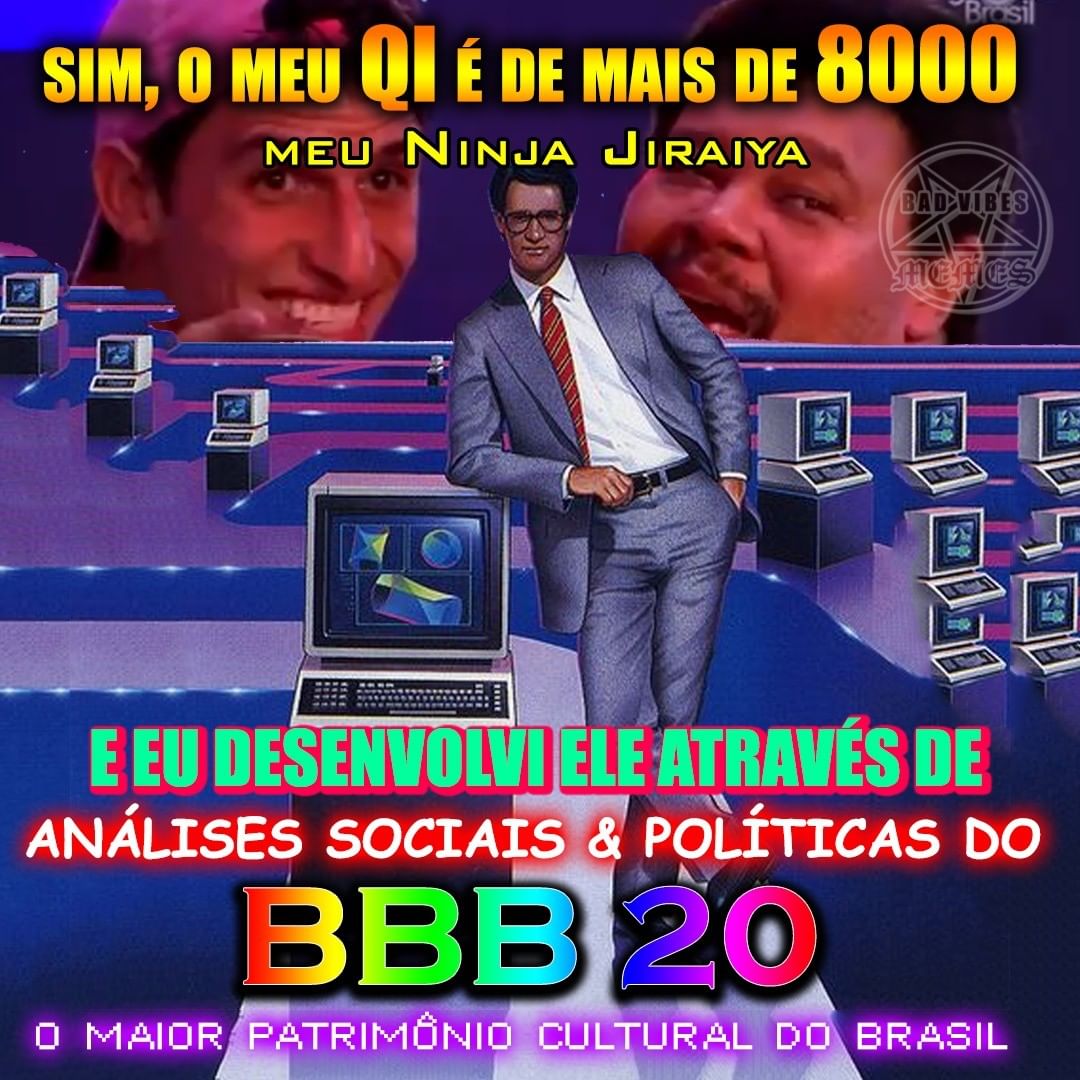 Brasil
SIM, O MEU QI É DE MAIS DE 8000
MEU NINJA JIRAIYA
BAD VIBES
MEMES
E EU DESENVOLVI ELE ATRAVÉS DE
ANÁLISES SOCIAIS & POLÍTICAS DO
BBB 20
O MAIOR PATRIMÔNIO CULTURAL DO BRASIL